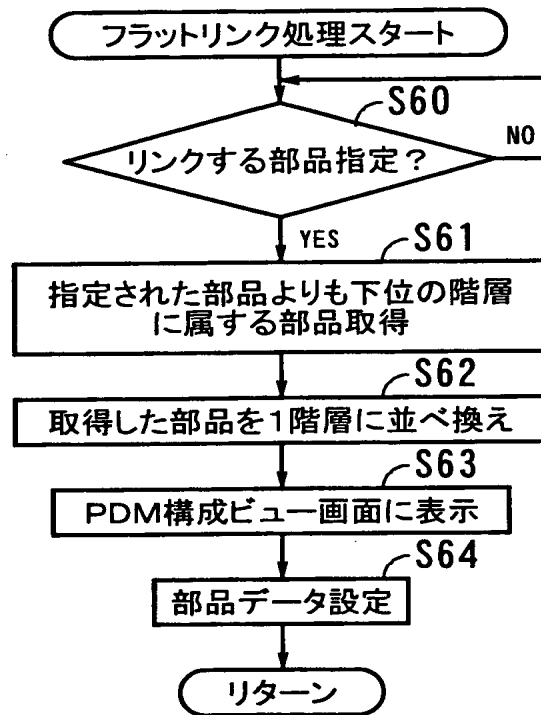 フラットリンク処理スタート
S60
リンクする部品指定？
NO
YES
S61
指定された部品よりも下位の階層
に属する部品取得
S62
取得した部品を1階層に並べ換え
S63
PDM構成ビュー画面に表示
S64
部品データ設定
リターン